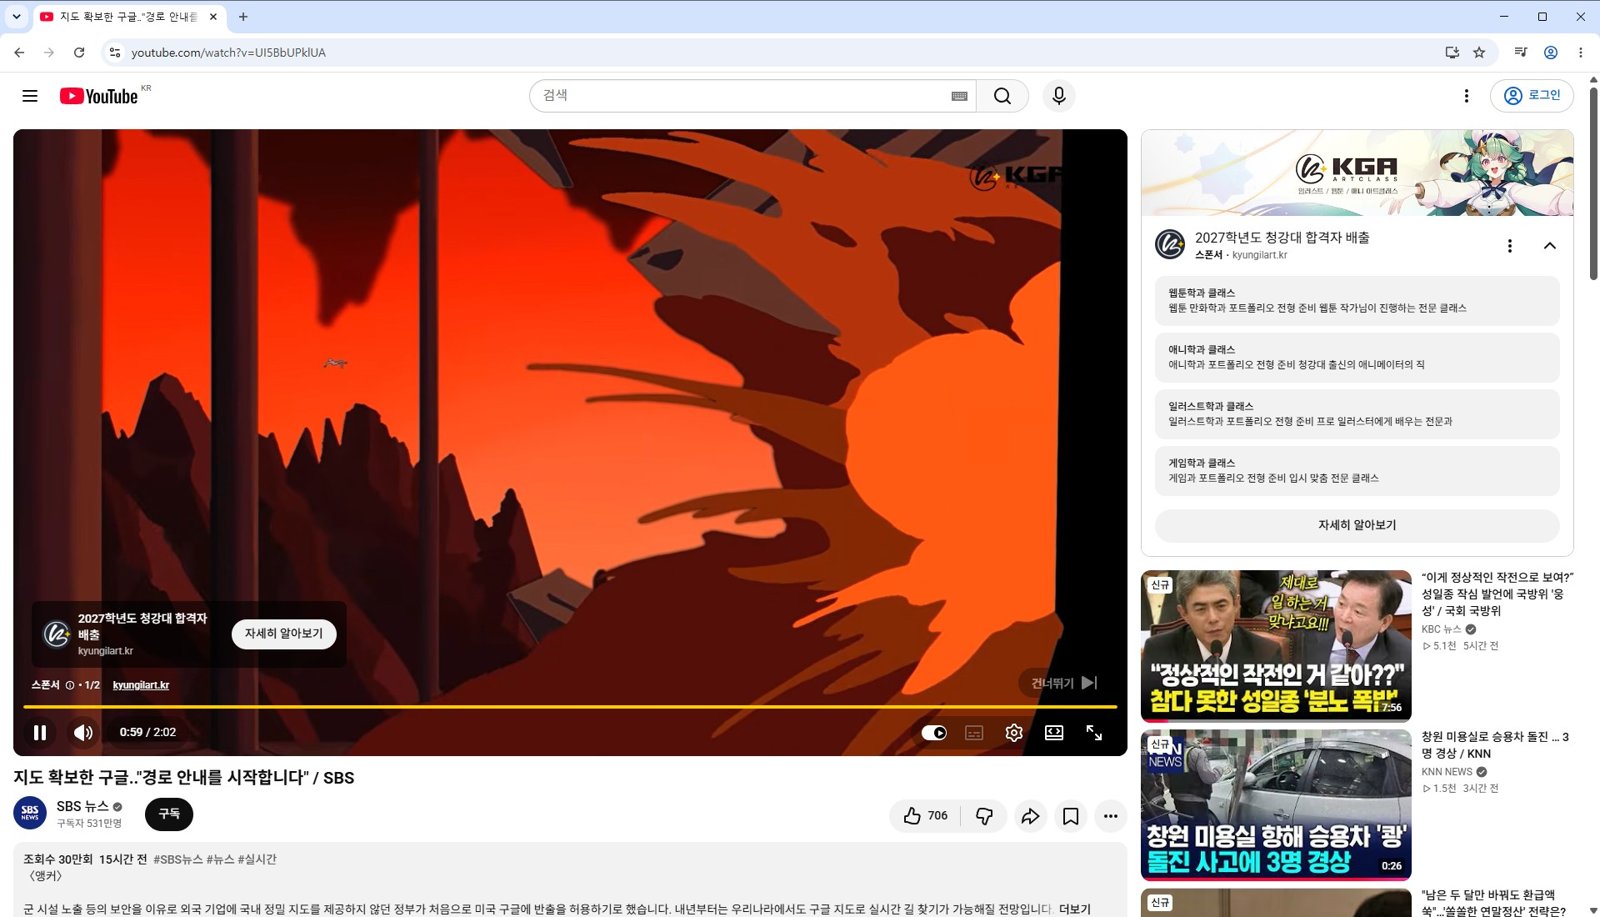 지도 확보한 구글.."경로 안내를
youtube.com/watch?v=UI5BbUPklUA
YouTube KR
검색
로그인
KGA
KGA
ARTCLASS
일러스트 / 웹툰 / 애니 아트클래스
2027학년도 청강대 합격자 배출
스폰서 · kyungilart.kr
웹툰학과 클래스
웹툰 만화학과 포트폴리오 전형 준비 웹툰 작가님이 진행하는 전문 클래스
애니학과 클래스
애니학과 포트폴리오 전형 준비 청강대 출신의 애니메이터의 직
일러스트학과 클래스
일러스트학과 포트폴리오 전형 준비 프로 일러스터에게 배우는 전문과
게임학과 클래스
게임과 포트폴리오 전형 준비 입시 맞춤 전문 클래스
자세히 알아보기
2027학년도 청강대 합격자
배출
kyungilart.kr
자세히 알아보기
스폰서 · 1/2 kyungilart.kr
건너뛰기
0:59 / 2:02
지도 확보한 구글.."경로 안내를 시작합니다" / SBS
SBS NEWS
SBS 뉴스
구독자 531만명
구독
706
조회수 30만회 15시간 전 #SBS뉴스 #뉴스 #실시간
〈앵커〉
군 시설 노출 등의 보안을 이유로 외국 기업에 국내 정밀 지도를 제공하지 않던 정부가 처음으로 미국 구글에 반출을 허용하기로 했습니다. 내년부터는 우리나라에서도 구글 지도로 실시간 길 찾기가 가능해질 전망입니다. 더보기
신규
제대로
일 하는 거
맞냐고요!!!
“정상적인 작전인 거 같아??”
참다 못한 성일종 ‘분노 폭발’
7:56
“이게 정상적인 작전으로 보여?”
성일종 작심 발언에 국방위 '웅
성' / 국회 국방위
KBC 뉴스
5.1천 5시간 전
신규
NEWS
창원 미용실 향해 승용차 '쾅'
돌진 사고에 3명 경상
0:26
창원 미용실로 승용차 돌진 ... 3
명 경상 / KNN
KNN NEWS
1.5천 3시간 전
신규
"남은 두 달만 바꿔도 환급액
쑥"..'쏠쏠한 연말정산' 전략은?